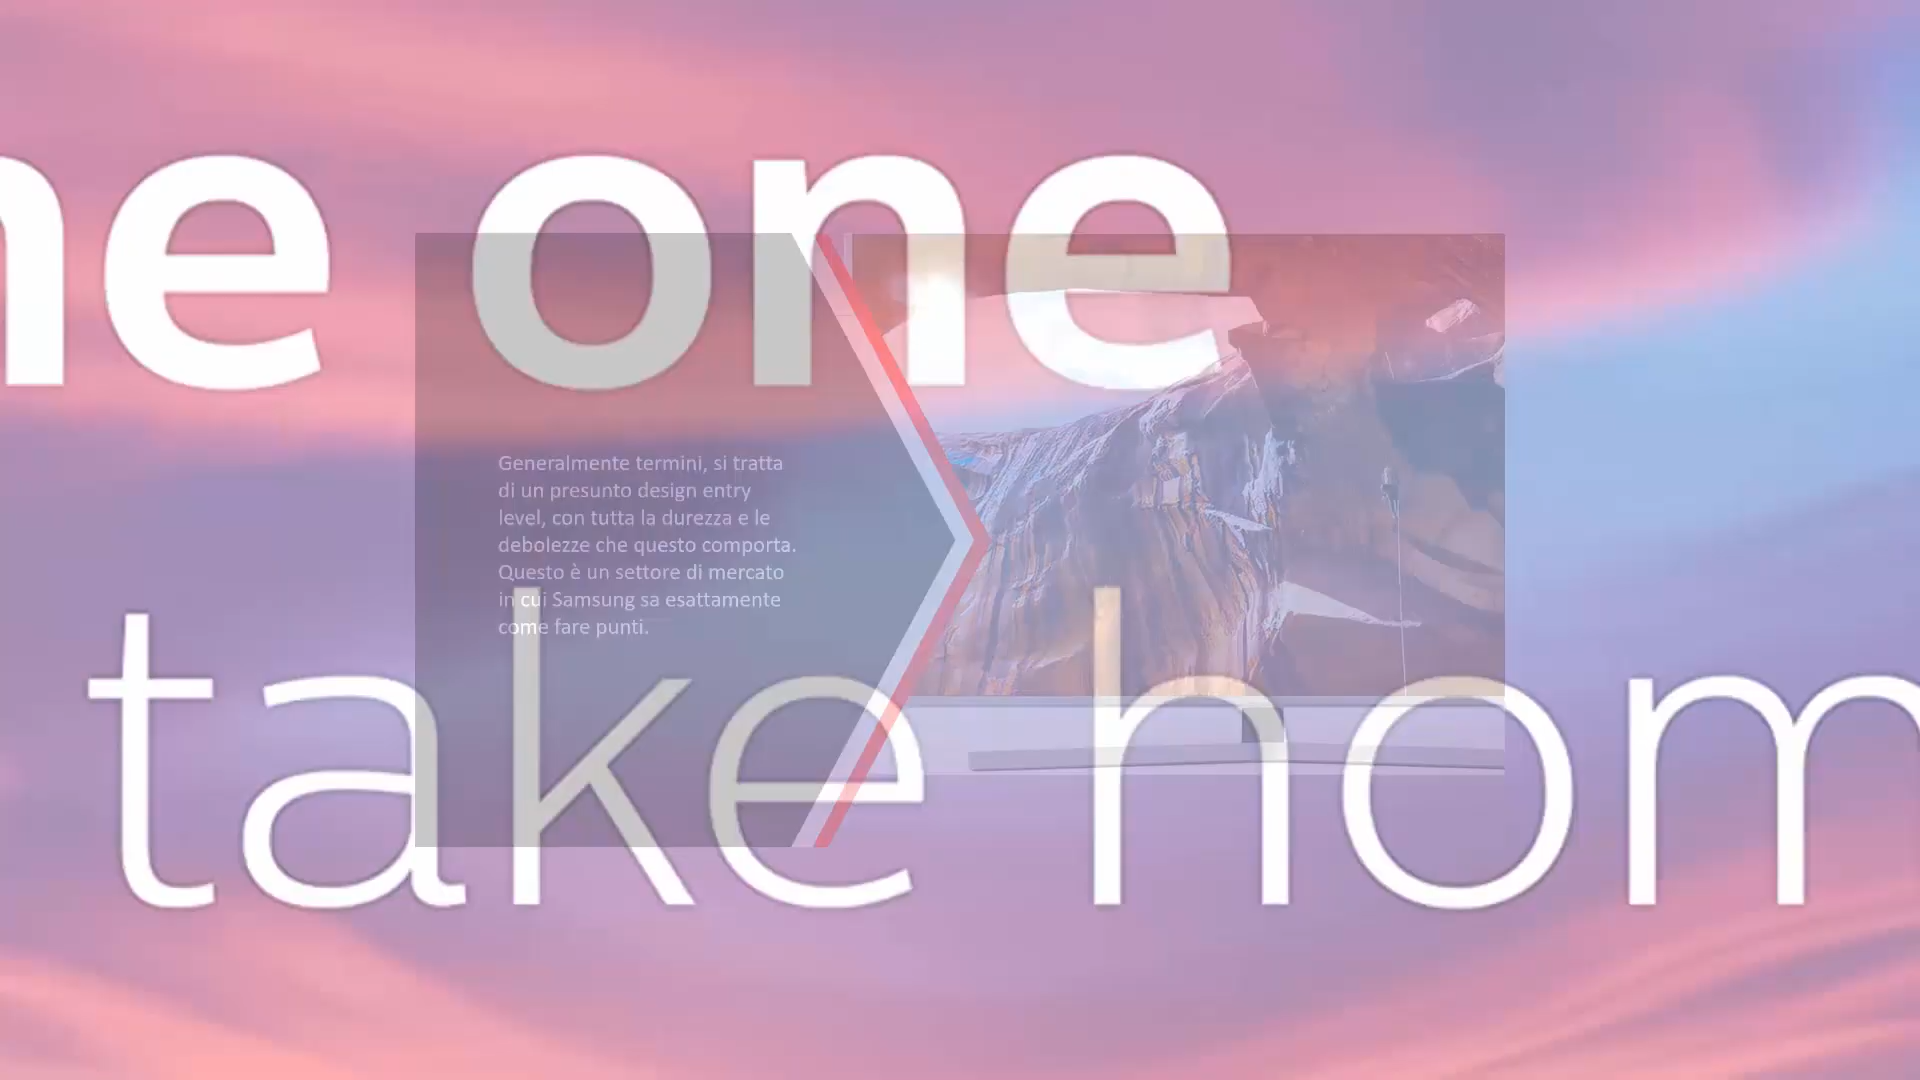 ne one
Generalmente termini, si tratta
di un presunto design entry
level, con tutta la durezza e le
debolezze che questo comporta.
Questo è un settore di mercato
in cui Samsung sa esattamente
come fare punti.
take hom